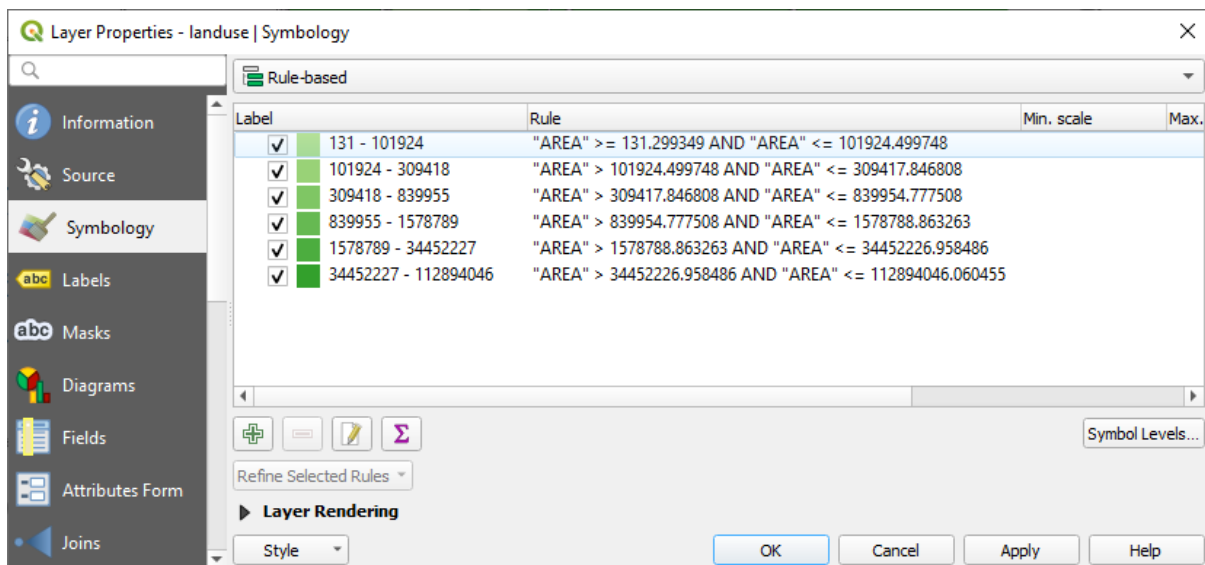 Layer Properties - landuse | Symbology
Rule-based
Information
Source
Symbology
abc Labels
abc Masks
Diagrams
Fields
Attributes Form
Joins
Label Rule Min. scale Max.
131 - 101924 "AREA" >= 131.299349 AND "AREA" <= 101924.499748
101924 - 309418 "AREA" > 101924.499748 AND "AREA" <= 309417.846808
309418 - 839955 "AREA" > 309417.846808 AND "AREA" <= 839954.777508
839955 - 1578789 "AREA" > 839954.777508 AND "AREA" <= 1578788.863263
1578789 - 34452227 "AREA" > 1578788.863263 AND "AREA" <= 34452226.958486
34452227 - 112894046 "AREA" > 34452226.958486 AND "AREA" <= 112894046.060455
Σ
Symbol Levels...
Refine Selected Rules
Layer Rendering
Style OK Cancel Apply Help